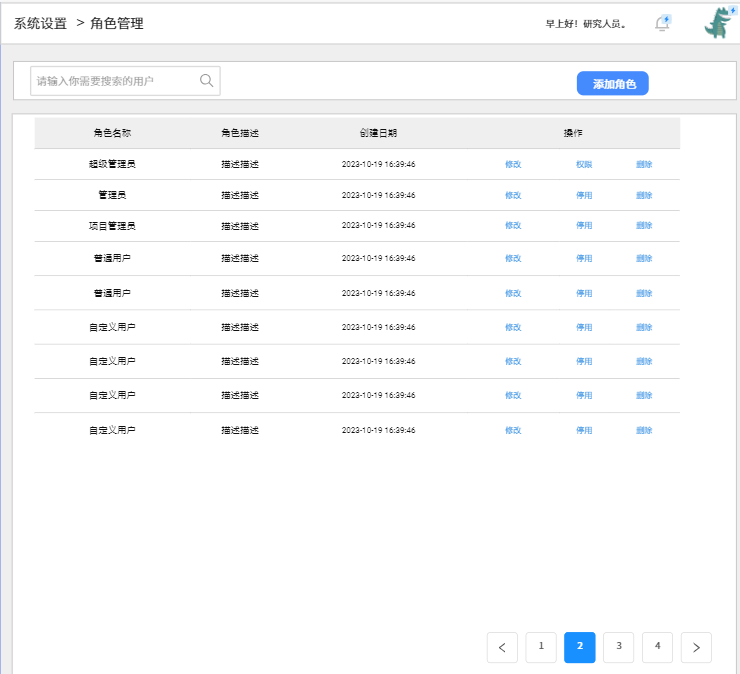 系统设置 > 角色管理 早上好！研究人员。
请输入你需要搜索的用户 添加角色
角色名称 角色描述 创建日期 操作
超级管理员 描述描述 2023-10-19 16:39:46 修改 权限 删除
管理员 描述描述 2023-10-19 16:39:46 修改 停用 删除
项目管理员 描述描述 2023-10-19 16:39:46 修改 停用 删除
普通用户 描述描述 2023-10-19 16:39:46 修改 停用 删除
普通用户 描述描述 2023-10-19 16:39:46 修改 停用 删除
自定义用户 描述描述 2023-10-19 16:39:46 修改 停用 删除
自定义用户 描述描述 2023-10-19 16:39:46 修改 停用 删除
自定义用户 描述描述 2023-10-19 16:39:46 修改 停用 删除
自定义用户 描述描述 2023-10-19 16:39:46 修改 停用 删除
< 1 2 3 4 >